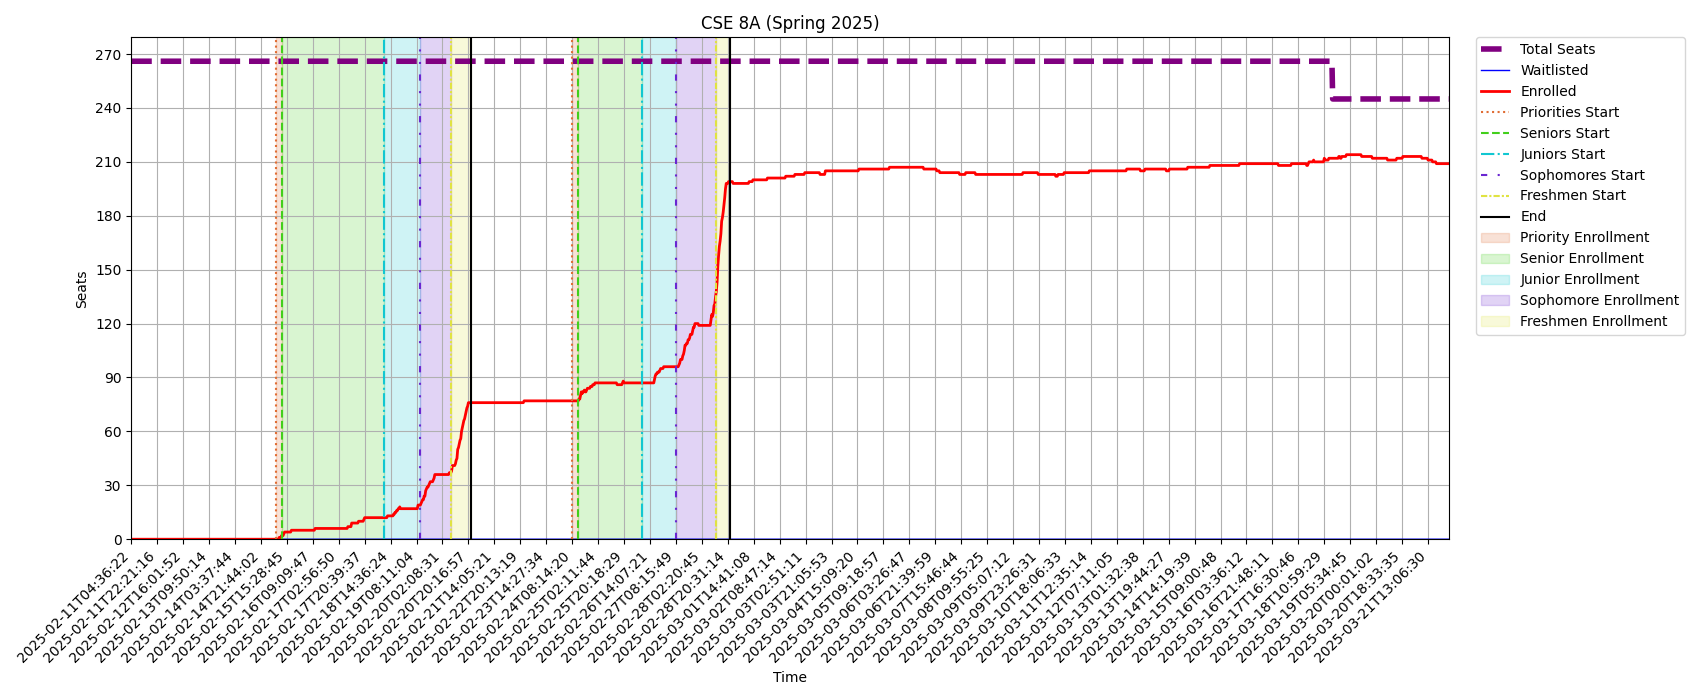 CSE 8A (Spring 2025)
270
240
210
180
150
120
90
60
30
0
Seats
2025-02-11T04:36:22
2025-02-11T22:21:16
2025-02-12T16:01:52
2025-02-13T09:50:14
2025-02-14T03:37:44
2025-02-14T21:44:02
2025-02-15T15:28:45
2025-02-16T09:09:47
2025-02-17T02:56:50
2025-02-17T20:39:37
2025-02-18T14:36:24
2025-02-19T08:11:04
2025-02-20T02:08:31
2025-02-20T20:16:57
2025-02-21T14:05:21
2025-02-22T20:13:19
2025-02-23T14:27:34
2025-02-24T08:14:20
2025-02-25T02:11:44
2025-02-25T20:18:29
2025-02-26T14:07:21
2025-02-27T08:15:49
2025-02-28T02:20:45
2025-02-28T20:31:14
2025-03-01T14:41:08
2025-03-02T08:47:14
2025-03-03T02:51:11
2025-03-03T21:05:53
2025-03-04T15:09:20
2025-03-05T09:18:57
2025-03-06T03:26:47
2025-03-06T21:39:59
2025-03-07T15:46:44
2025-03-08T09:55:25
2025-03-09T05:07:12
2025-03-09T23:26:31
2025-03-10T18:06:33
2025-03-11T12:35:14
2025-03-12T07:11:05
2025-03-13T01:32:38
2025-03-13T19:44:27
2025-03-14T14:19:39
2025-03-15T09:00:48
2025-03-16T03:36:12
2025-03-16T21:48:11
2025-03-17T16:30:46
2025-03-18T10:59:29
2025-03-19T05:34:45
2025-03-20T00:01:02
2025-03-20T18:33:35
2025-03-21T13:06:30
Time
Total Seats
Waitlisted
Enrolled
Priorities Start
Seniors Start
Juniors Start
Sophomores Start
Freshmen Start
End
Priority Enrollment
Senior Enrollment
Junior Enrollment
Sophomore Enrollment
Freshmen Enrollment